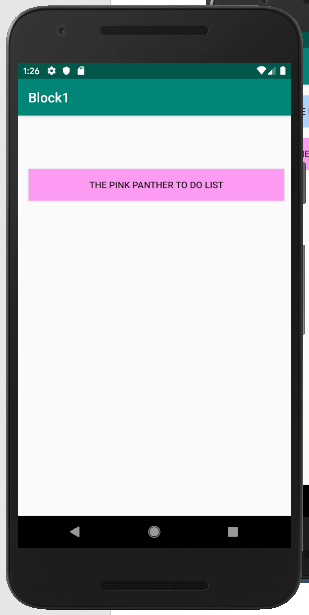 1:26
Block1
THE PINK PANTHER TO DO LIST